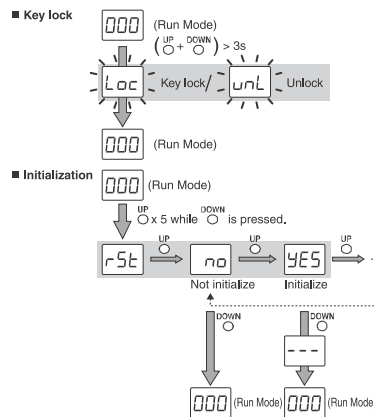 ■ Key lock
000 (Run Mode)
( UP + DOWN ) > 3s
Loc Key lock/ unL Unlock
000 (Run Mode)
■ Initialization
000 (Run Mode)
UP x 5 while DOWN is pressed.
UP UP UP
rSt no YES
Not initialize Initialize
DOWN DOWN
---
000 (Run Mode) 000 (Run Mode